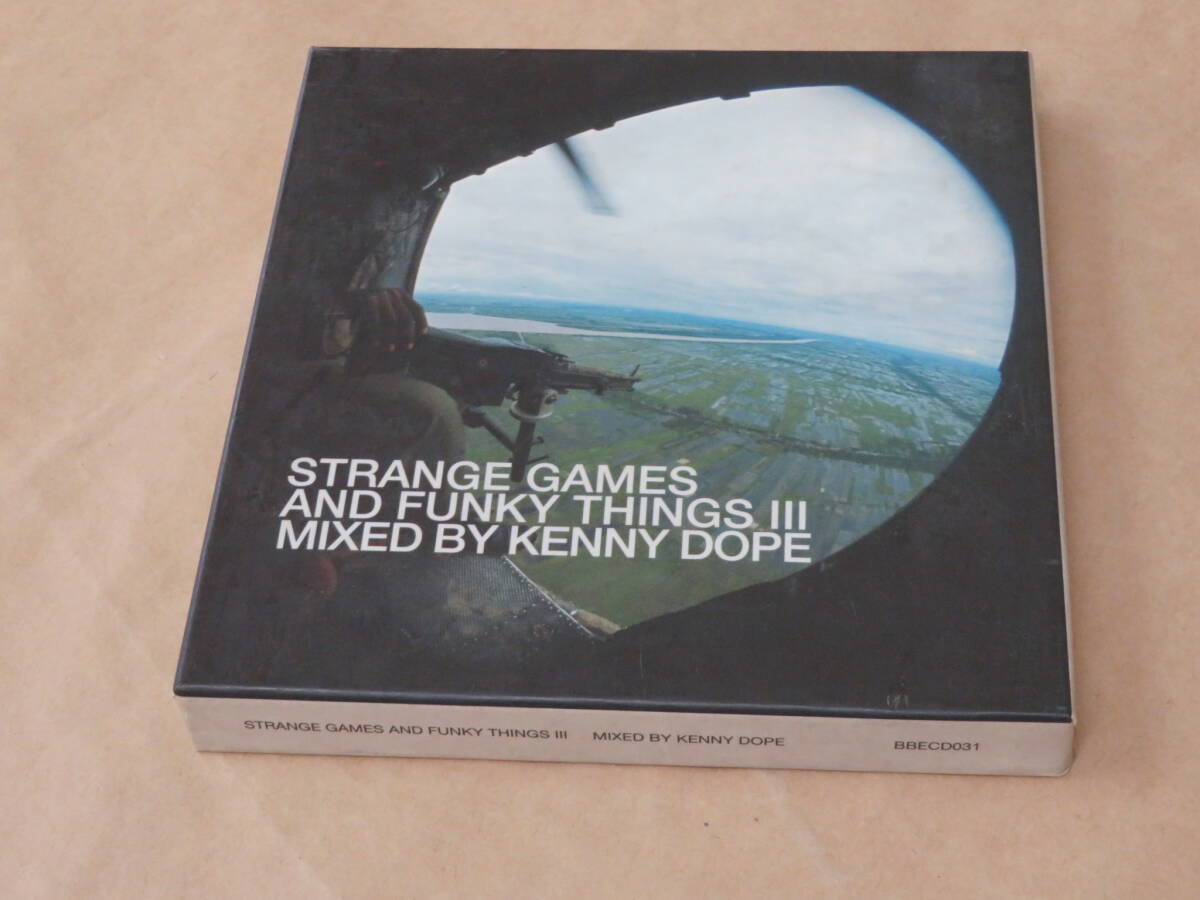 STRANGE GAMES
AND FUNKY THINGS III
MIXED BY KENNY DOPE
STRANGE GAMES AND FUNKY THINGS III MIXED BY KENNY DOPE BBECD031